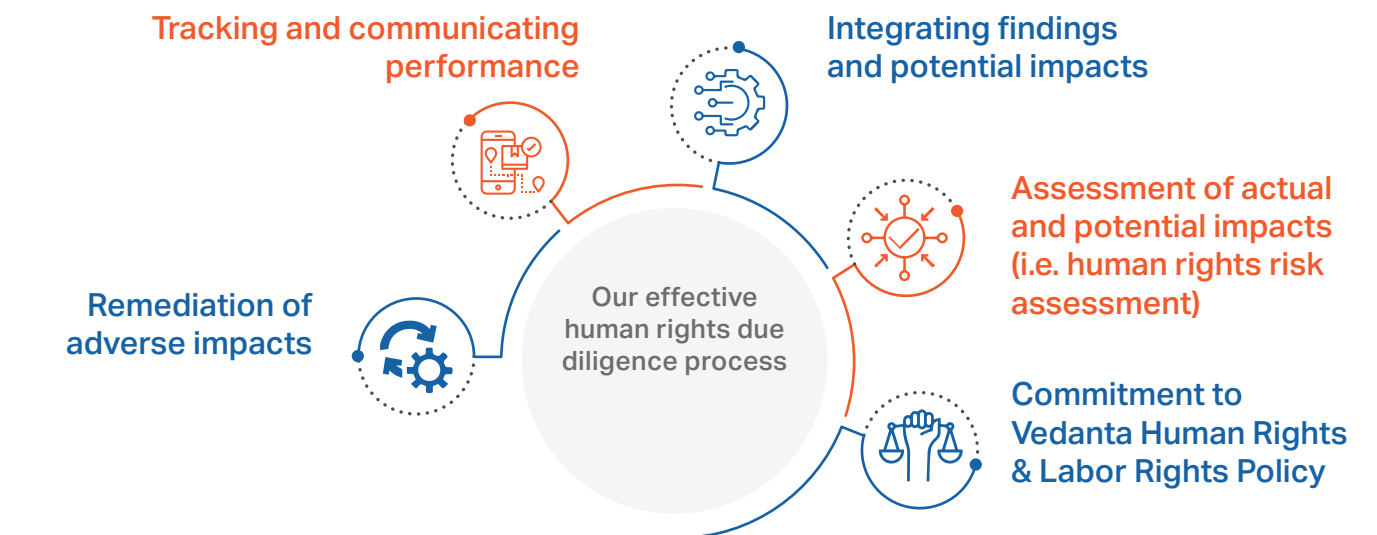 Tracking and communicating
performance
Integrating findings
and potential impacts
Assessment of actual
and potential impacts
(i.e. human rights risk
assessment)
Remediation of
adverse impacts
Our effective
human rights due
diligence process
Commitment to
Vedanta Human Rights
& Labor Rights Policy